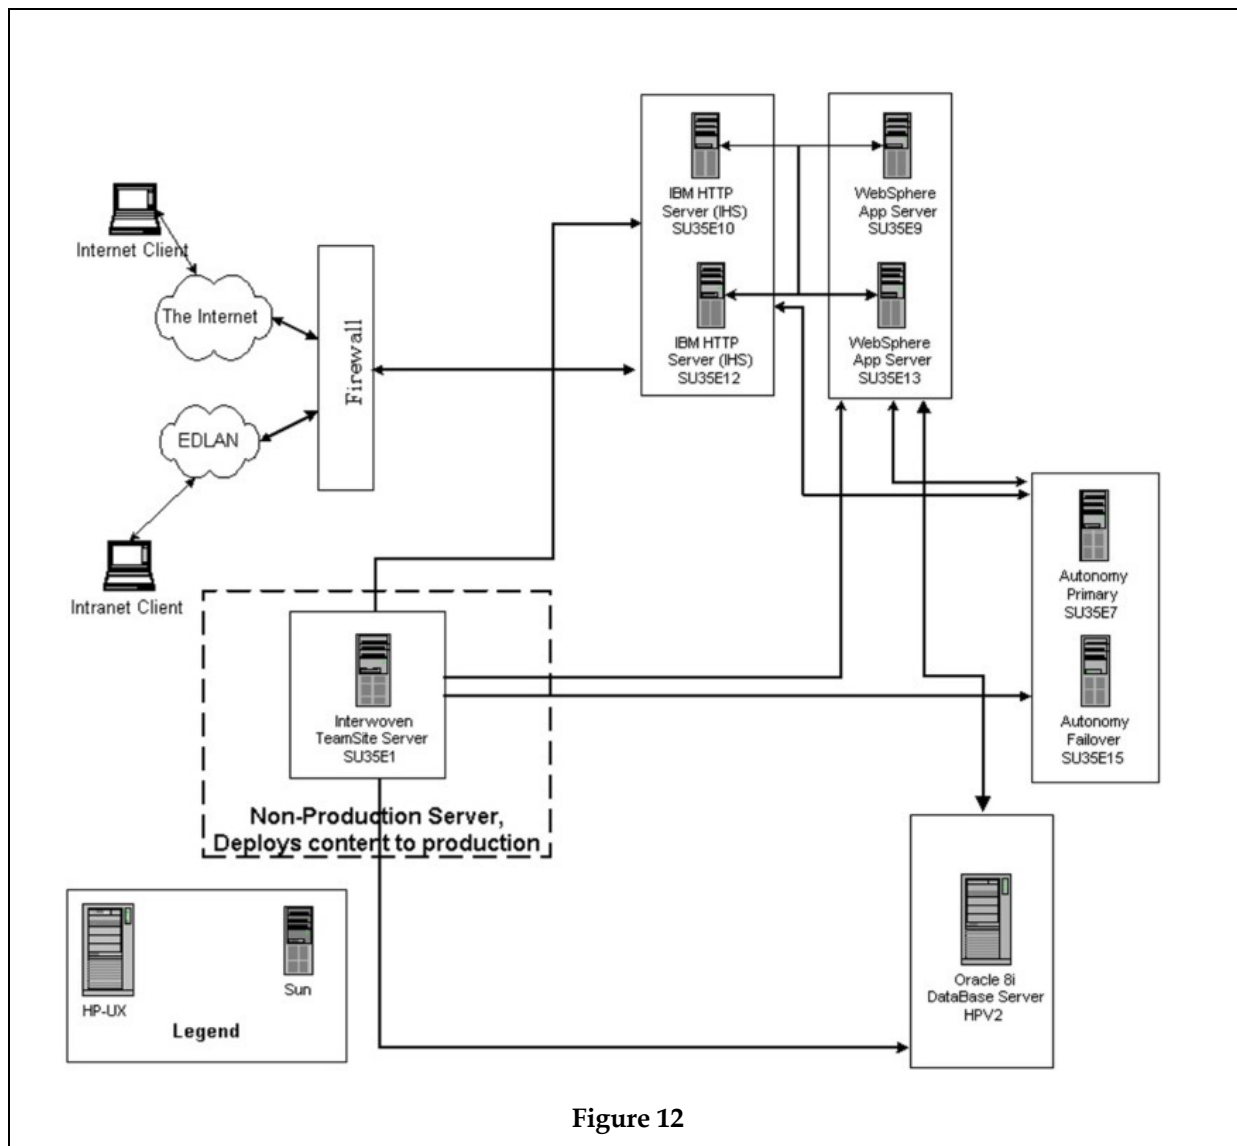 IBM HTTP
Server (IHS)
SU35E10
WebSphere
App Server
SU35E9
Internet Client
The Internet
Firewall
IBM HTTP
Server (IHS)
SU35E12
WebSphere
App Server
SU35E13
EDLAN
Intranet Client
Autonomy
Primary
SU35E7
Interwoven
TeamSite Server
SU35E1
Autonomy
Failover
SU35E15
Non-Production Server,
Deploys content to production
HP-UX
Sun
Legend
Oracle 8i
DataBase Server
HPV2
Figure 12